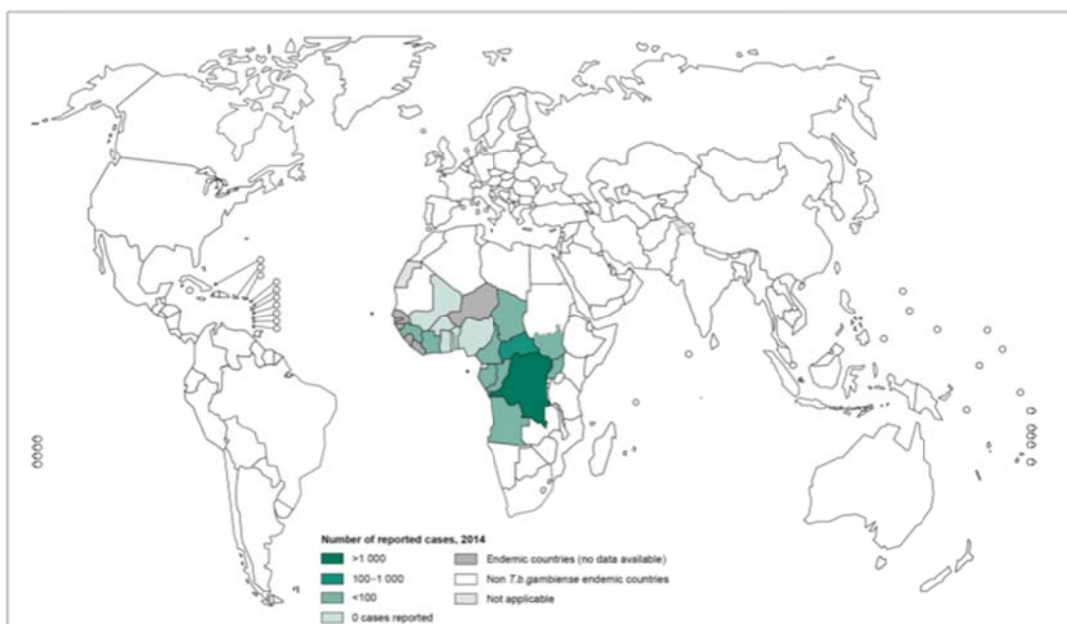 Number of reported cases, 2014
>1 000
100–1 000
<100
0 cases reported
Endemic countries (no data available)
Non T.b.gambiense endemic countries
Not applicable